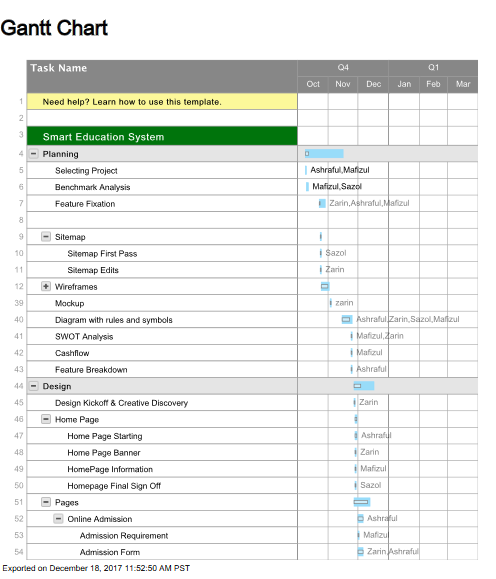 Gantt Chart
Task Name Q4 Q1
Oct Nov Dec Jan Feb Mar
1 Need help? Learn how to use this template.
2
3 Smart Education System
4 Planning
5 Selecting Project Ashraful,Mafizul
6 Benchmark Analysis Mafizul,Sazol
7 Feature Fixation Zarin,Ashraful,Mafizul
8
9 Sitemap
10 Sitemap First Pass Sazol
11 Sitemap Edits Zarin
12 Wireframes
39 Mockup zarin
40 Diagram with rules and symbols Ashraful,Zarin,Sazol,Mafizul
41 SWOT Analysis Mafizul,Zarin
42 Cashflow Mafizul
43 Feature Breakdown Ashraful
44 Design
45 Design Kickoff & Creative Discovery Zarin
46 Home Page
47 Home Page Starting Ashraful
48 Home Page Banner Zarin
49 HomePage Information Mafizul
50 Homepage Final Sign Off Sazol
51 Pages
52 Online Admission Ashraful
53 Admission Requirement Mafizul
54 Admission Form Zarin,Ashraful
Exported on December 18, 2017 11:52:50 AM PST